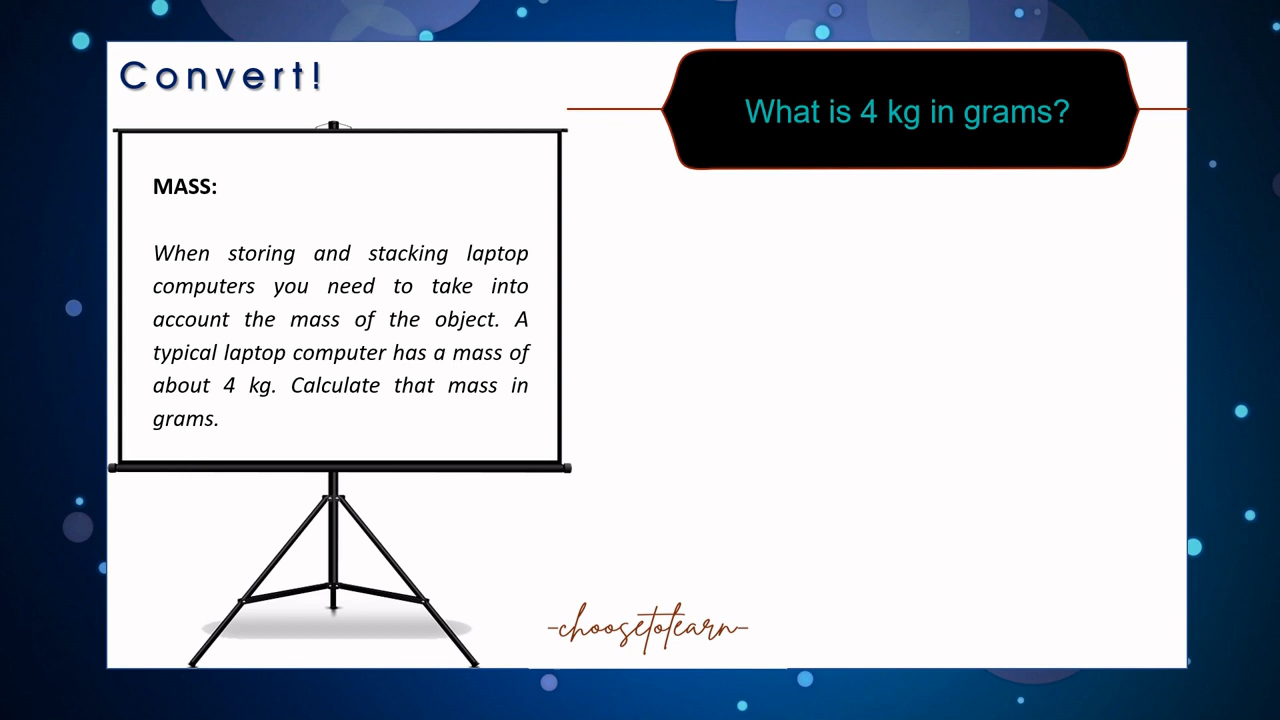 Convert!
What is 4 kg in grams?
MASS:
When storing and stacking laptop
computers you need to take into
account the mass of the object. A
typical laptop computer has a mass of
about 4 kg. Calculate that mass in
grams.
-choosetolearn-